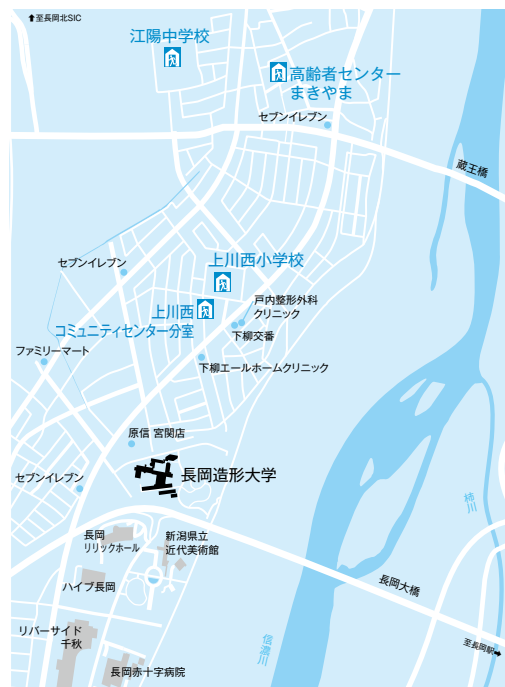 ⬆至長岡北SIC
江陽中学校
高齢者センター
まきやま
セブンイレブン
蔵王橋
セブンイレブン
上川西小学校
戸内整形外科
クリニック
上川西
コミュニティセンター分室
下柳交番
ファミリーマート
下柳エールホームクリニック
原信 宮関店
セブンイレブン
長岡造形大学
柿川
長岡
リリックホール
新潟県立
近代美術館
ハイブ長岡
長岡大橋
リバーサイド
千秋
信濃川
至長岡駅➡
長岡赤十字病院